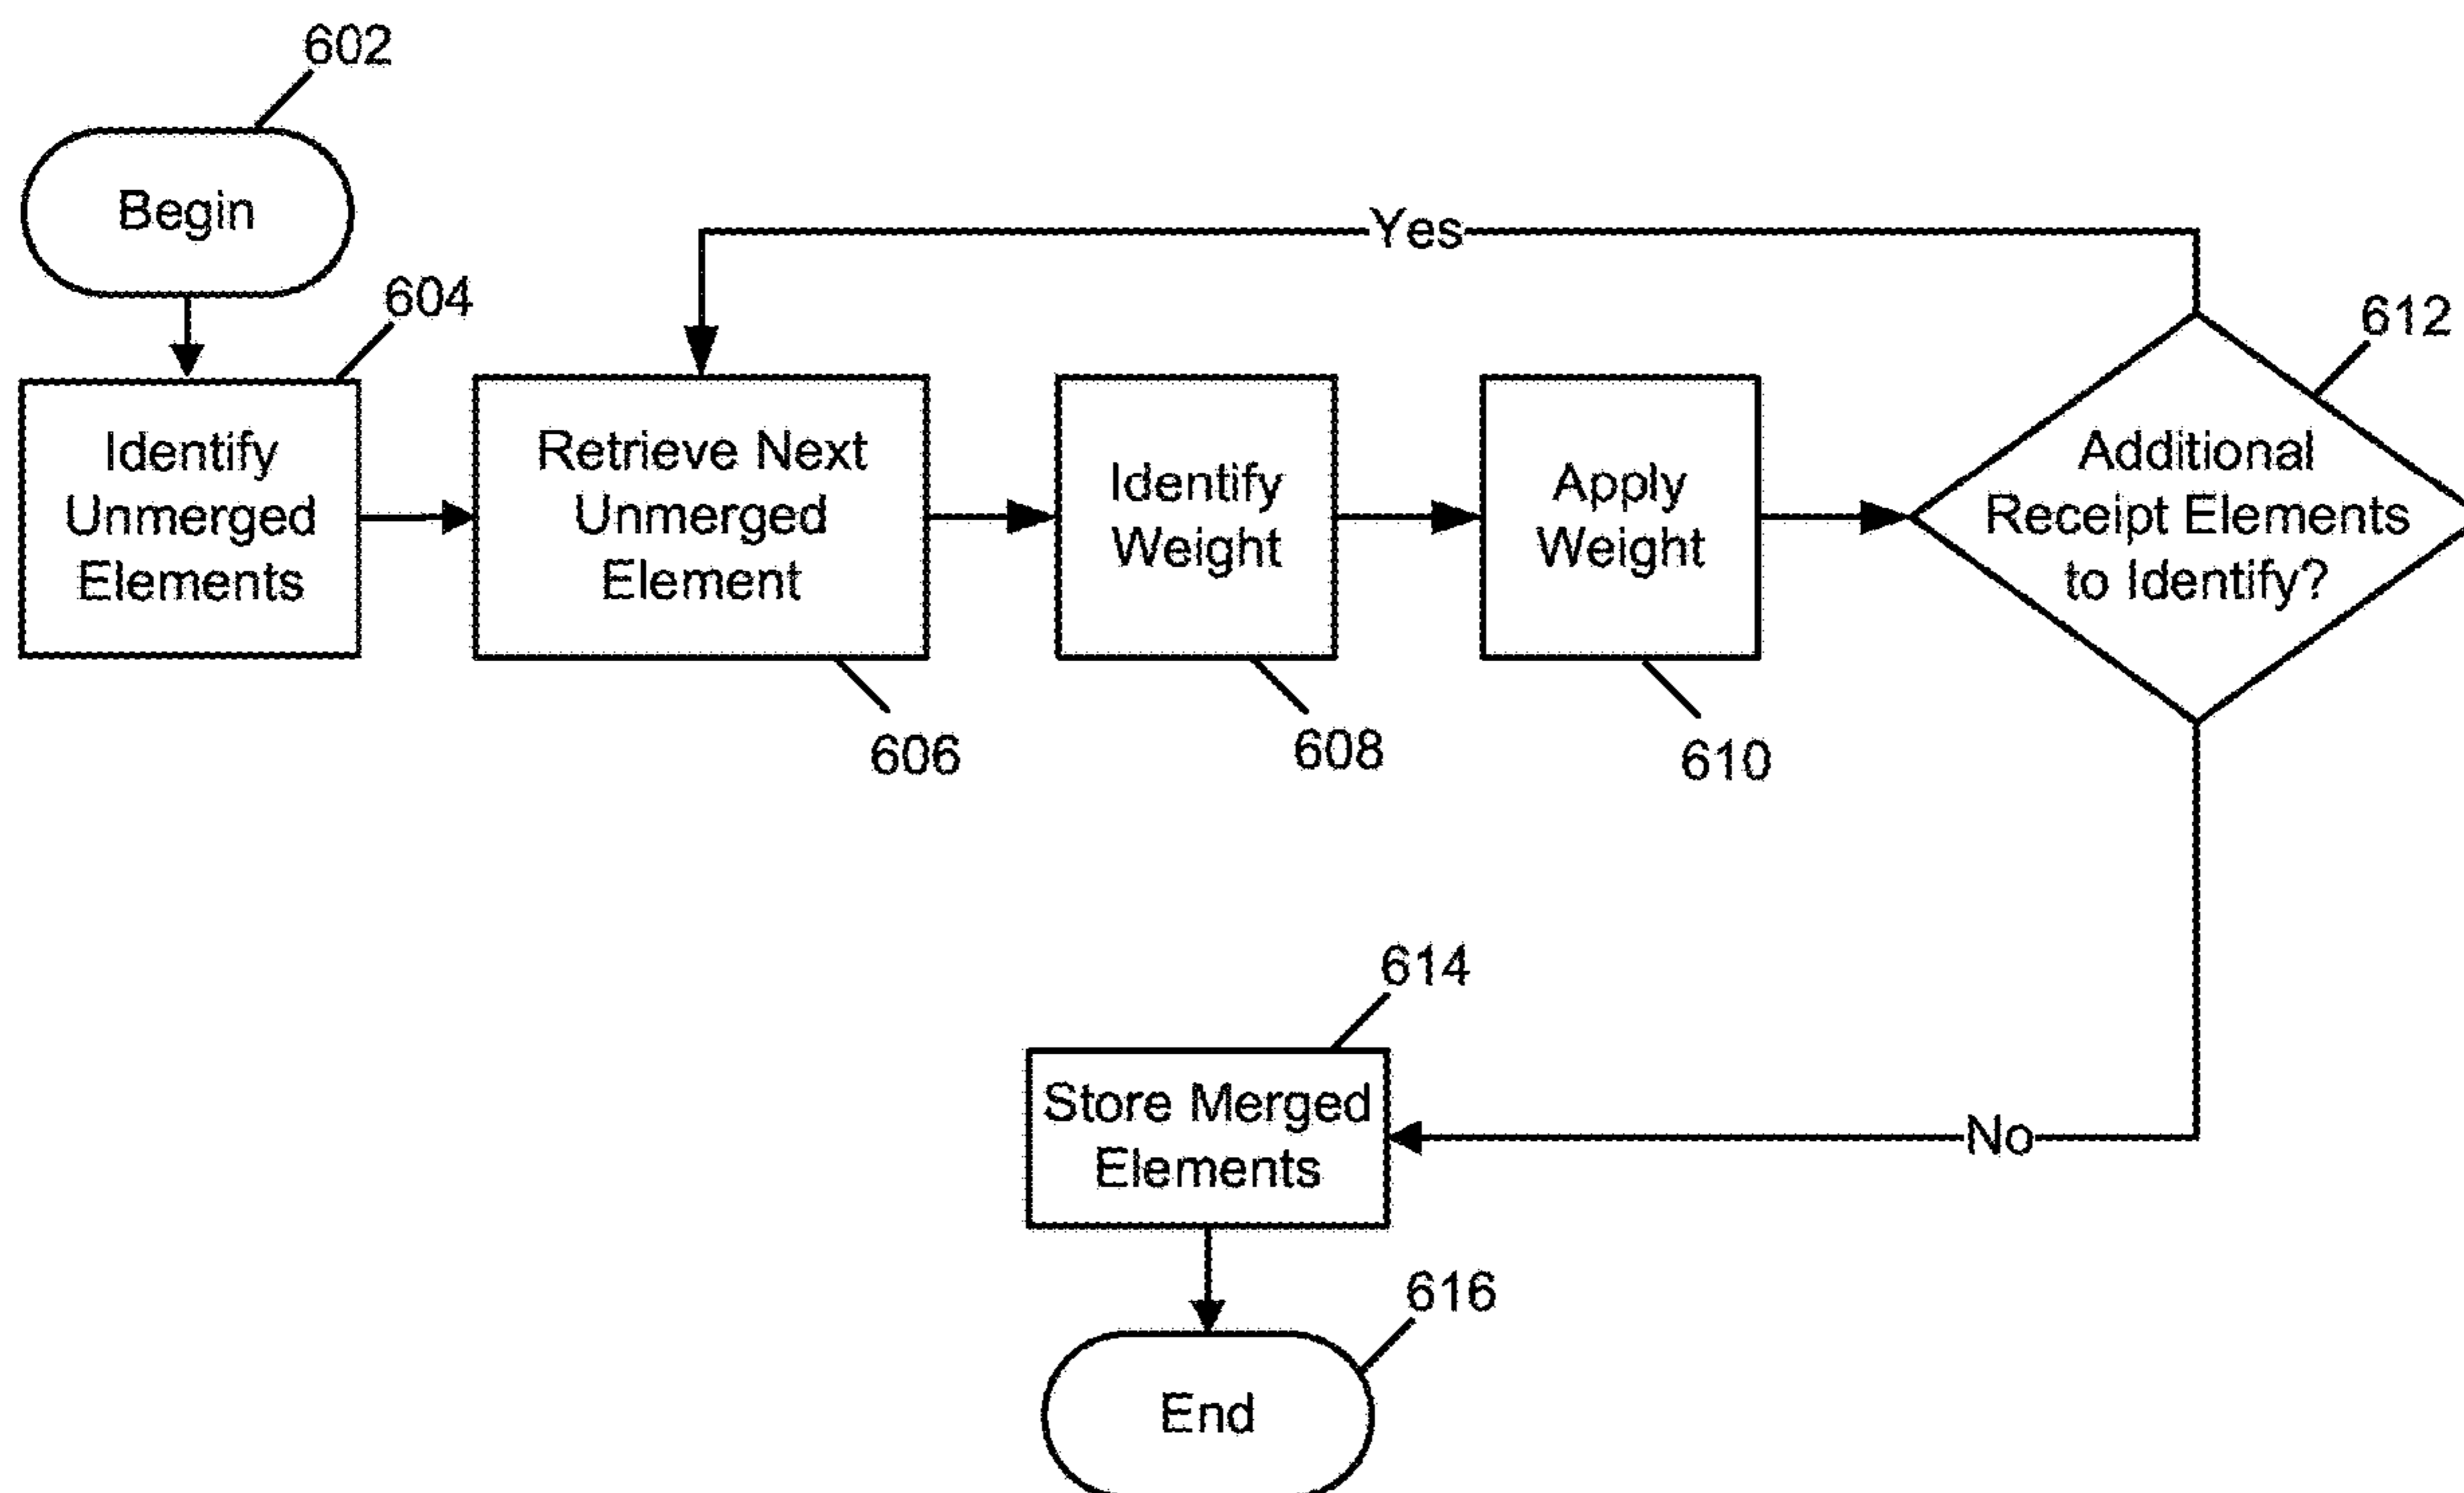 602
Begin
Yes
604
612
Identify
Unmerged
Elements
Retrieve Next
Unmerged
Element
Identify
Weight
Apply
Weight
Additional
Receipt Elements
to Identify?
606
608
610
614
Store Merged
Elements
No
616
End